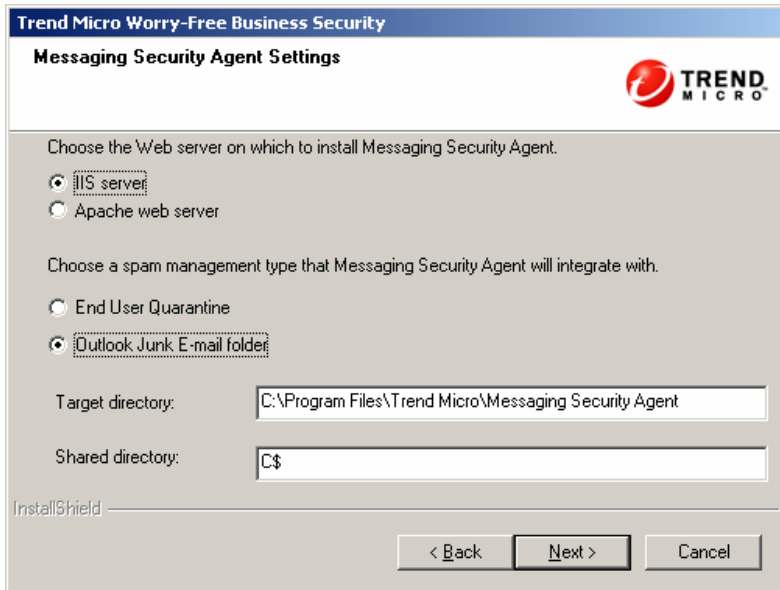 Trend Micro Worry-Free Business Security
Messaging Security Agent Settings
TREND
MICRO™
Choose the Web server on which to install Messaging Security Agent.
IIS server
Apache web server
Choose a spam management type that Messaging Security Agent will integrate with.
End User Quarantine
Outlook Junk E-mail folder
Target directory: C:\Program Files\Trend Micro\Messaging Security Agent
Shared directory: C$
InstallShield
< Back Next > Cancel